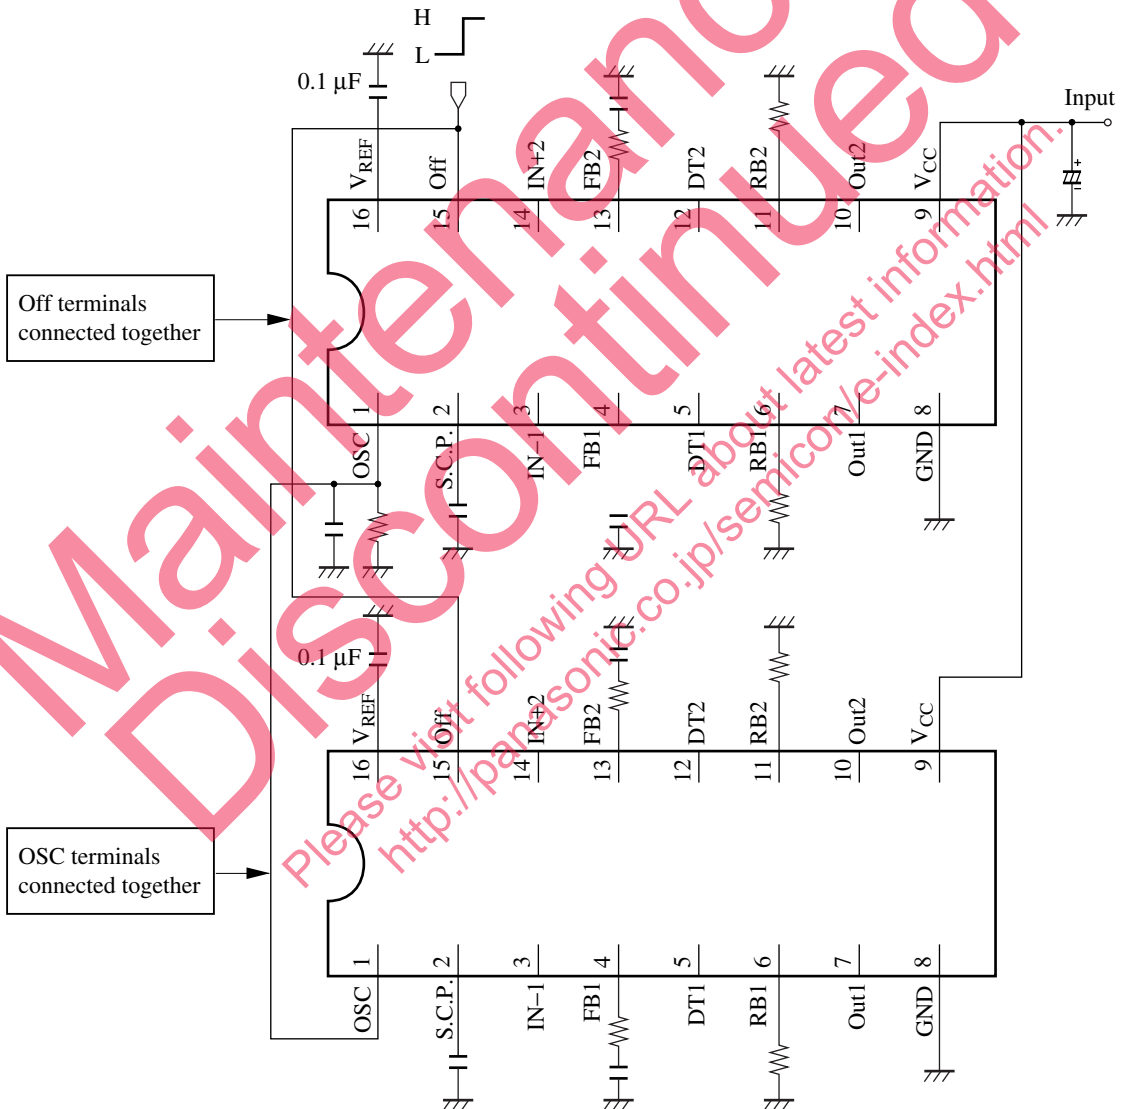 H
L
0.1 µF
Input
VREF
Off
IN+2
FB2
DT2
RB2
Out2
VCC
16
15
14
13
12
11
10
9
Off terminals
connected together
1
2
3
4
5
6
7
8
OSC
S.C.P.
IN−1
FB1
DT1
RB1
Out1
GND
0.1 µF
VREF
Off
IN+2
FB2
DT2
RB2
Out2
VCC
16
15
14
13
12
11
10
9
OSC terminals
connected together
1
2
3
4
5
6
7
8
OSC
S.C.P.
IN−1
FB1
DT1
RB1
Out1
GND
Discontinued
Please visit following URL about latest information.
http://panasonic.co.jp/semicon/e-index.html